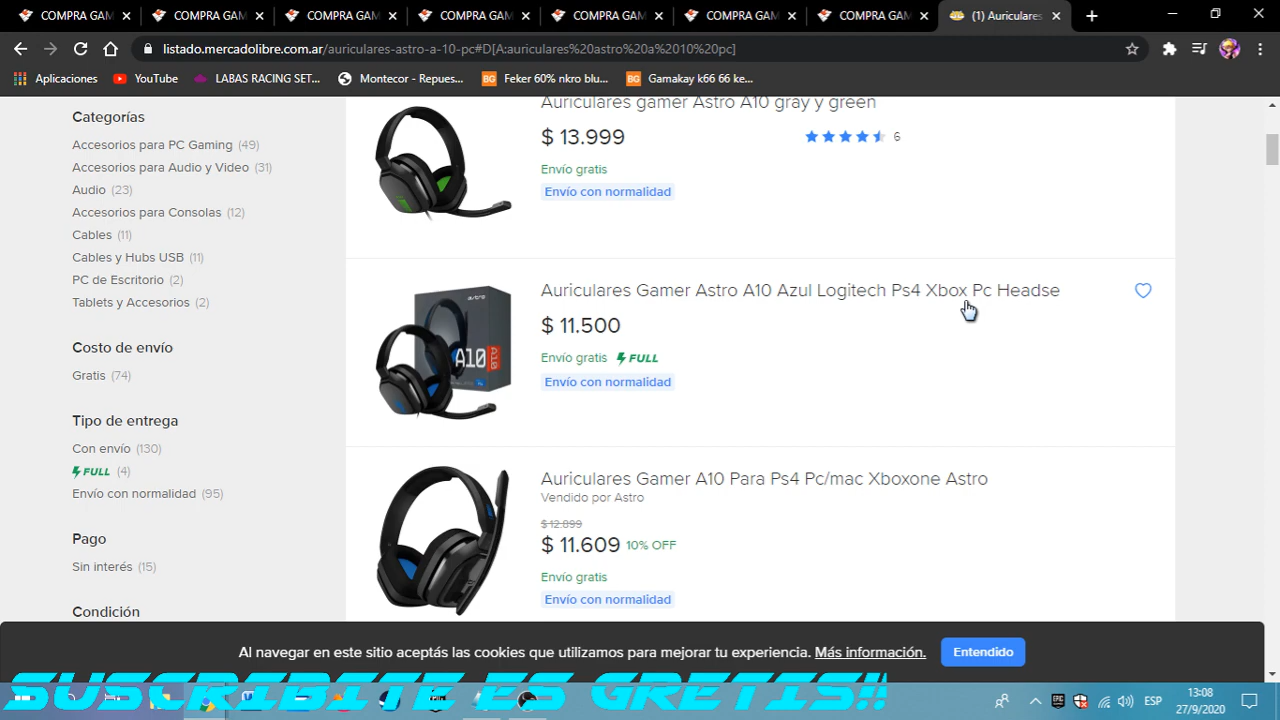 COMPRA GAM
COMPRA GAM
COMPRA GAM
COMPRA GAM
COMPRA GAM
COMPRA GAM
COMPRA GAM
(1) Auriculares
listado.mercadolibre.com.ar/auriculares-astro-a-10-pc#D[A:auriculares%20astro%20a%2010%20pc]
Aplicaciones
YouTube
LABAS RACING SET...
Montecor - Repues...
BG
Feker 60% nkro blu...
BG
Gamakay k66 66 ke...
Categorías
Accesorios para PC Gaming (49)
Accesorios para Audio y Video (31)
Audio (23)
Accesorios para Consolas (12)
Cables (11)
Cables y Hubs USB (11)
PC de Escritorio (2)
Tablets y Accesorios (2)
Costo de envío
Gratis (74)
Tipo de entrega
Con envío (130)
FULL (4)
Envío con normalidad (95)
Pago
Sin interés (15)
Condición
Auriculares gamer Astro A10 gray y green
$ 13.999
6
Envío gratis
Envío con normalidad
Auriculares Gamer Astro A10 Azul Logitech Ps4 Xbox Pc Headse
$ 11.500
Envío gratis FULL
Envío con normalidad
ASTRO
A10
A10
Auriculares Gamer A10 Para Ps4 Pc/mac Xboxone Astro
Vendido por Astro
$ 12.899
$ 11.609 10% OFF
Envío gratis
Envío con normalidad
Al navegar en este sitio aceptás las cookies que utilizamos para mejorar tu experiencia. Más información.
Entendido
SUSCRIBITE ES GRETIS!!
ESP
13:08
27/9/2020